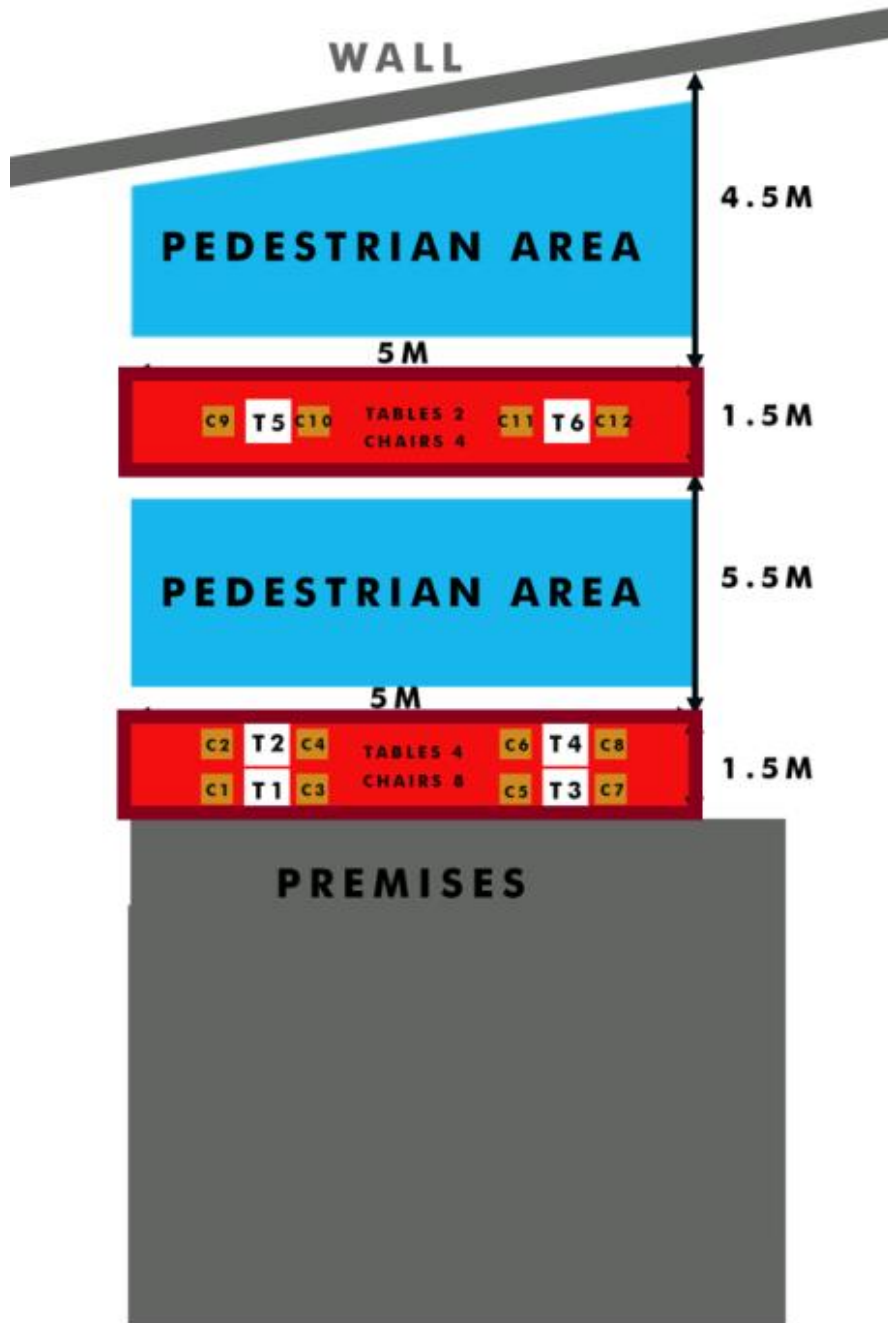 WALL
4.5M
PEDESTRIAN AREA
5M
C9 T5 C10 TABLES 2 C11 T6 C12
CHAIRS 4
1.5M
PEDESTRIAN AREA
5.5M
5M
C2 T2 C4 TABLES 4 C6 T4 C8
C1 T1 C3 CHAIRS 8 C5 T3 C7
1.5M
PREMISES